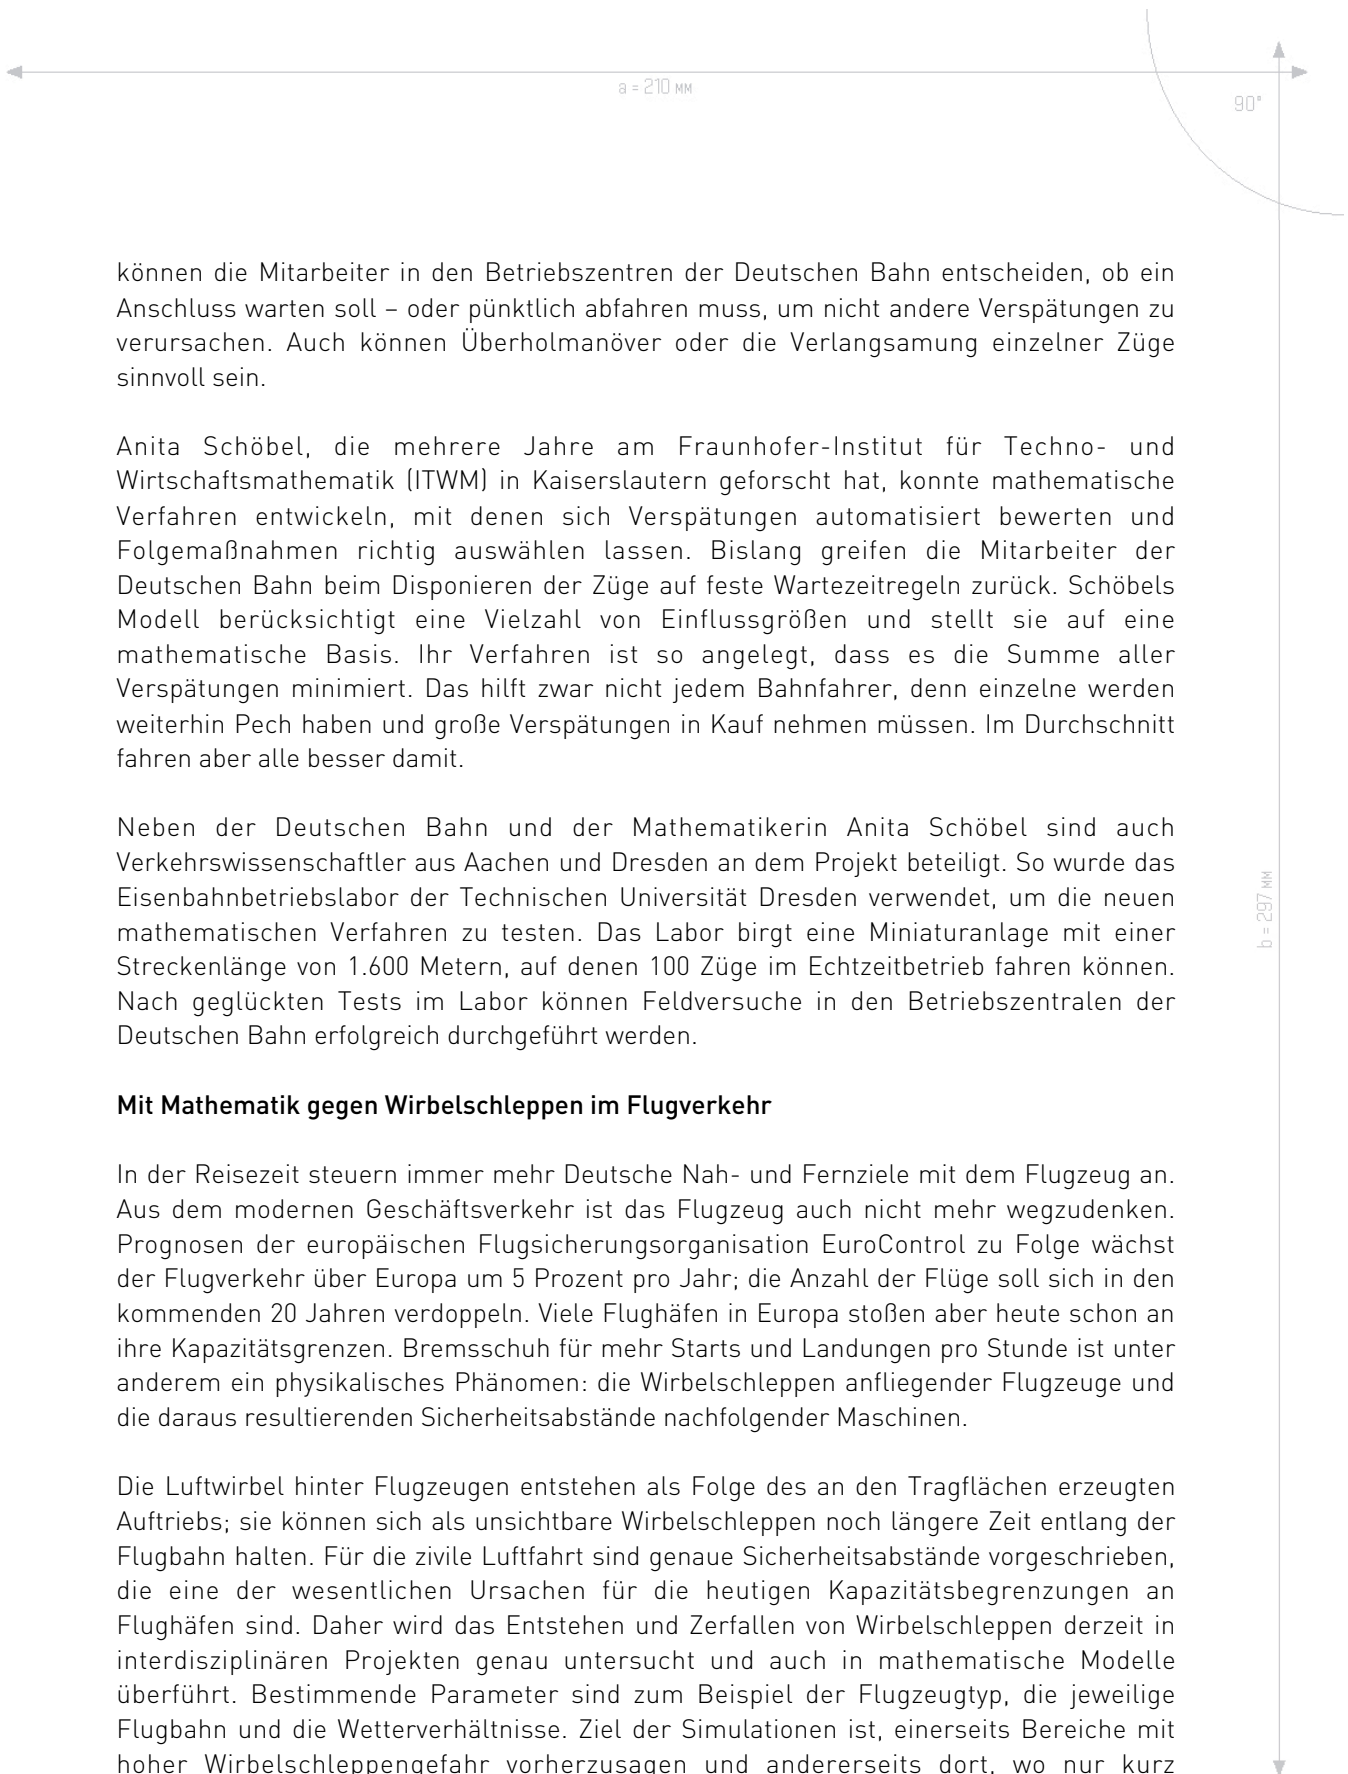 a = 210 MM
90°
können die Mitarbeiter in den Betriebszentren der Deutschen Bahn entscheiden, ob ein
Anschluss warten soll – oder pünktlich abfahren muss, um nicht andere Verspätungen zu
verursachen. Auch können Überholmanöver oder die Verlangsamung einzelner Züge
sinnvoll sein.
Anita Schöbel, die mehrere Jahre am Fraunhofer-Institut für Techno- und
Wirtschaftsmathematik (ITWM) in Kaiserslautern geforscht hat, konnte mathematische
Verfahren entwickeln, mit denen sich Verspätungen automatisiert bewerten und
Folgemaßnahmen richtig auswählen lassen. Bislang greifen die Mitarbeiter der
Deutschen Bahn beim Disponieren der Züge auf feste Wartezeitregeln zurück. Schöbels
Modell berücksichtigt eine Vielzahl von Einflussgrößen und stellt sie auf eine
mathematische Basis. Ihr Verfahren ist so angelegt, dass es die Summe aller
Verspätungen minimiert. Das hilft zwar nicht jedem Bahnfahrer, denn einzelne werden
weiterhin Pech haben und große Verspätungen in Kauf nehmen müssen. Im Durchschnitt
fahren aber alle besser damit.
Neben der Deutschen Bahn und der Mathematikerin Anita Schöbel sind auch
Verkehrswissenschaftler aus Aachen und Dresden an dem Projekt beteiligt. So wurde das
Eisenbahnbetriebslabor der Technischen Universität Dresden verwendet, um die neuen
mathematischen Verfahren zu testen. Das Labor birgt eine Miniaturanlage mit einer
Streckenlänge von 1.600 Metern, auf denen 100 Züge im Echtzeitbetrieb fahren können.
Nach geglückten Tests im Labor können Feldversuche in den Betriebszentralen der
Deutschen Bahn erfolgreich durchgeführt werden.
b = 297 MM
Mit Mathematik gegen Wirbelschleppen im Flugverkehr
In der Reisezeit steuern immer mehr Deutsche Nah- und Fernziele mit dem Flugzeug an.
Aus dem modernen Geschäftsverkehr ist das Flugzeug auch nicht mehr wegzudenken.
Prognosen der europäischen Flugsicherungsorganisation EuroControl zu Folge wächst
der Flugverkehr über Europa um 5 Prozent pro Jahr; die Anzahl der Flüge soll sich in den
kommenden 20 Jahren verdoppeln. Viele Flughäfen in Europa stoßen aber heute schon an
ihre Kapazitätsgrenzen. Bremsschuh für mehr Starts und Landungen pro Stunde ist unter
anderem ein physikalisches Phänomen: die Wirbelschleppen anfliegender Flugzeuge und
die daraus resultierenden Sicherheitsabstände nachfolgender Maschinen.
Die Luftwirbel hinter Flugzeugen entstehen als Folge des an den Tragflächen erzeugten
Auftriebs; sie können sich als unsichtbare Wirbelschleppen noch längere Zeit entlang der
Flugbahn halten. Für die zivile Luftfahrt sind genaue Sicherheitsabstände vorgeschrieben,
die eine der wesentlichen Ursachen für die heutigen Kapazitätsbegrenzungen an
Flughäfen sind. Daher wird das Entstehen und Zerfallen von Wirbelschleppen derzeit in
interdisziplinären Projekten genau untersucht und auch in mathematische Modelle
überführt. Bestimmende Parameter sind zum Beispiel der Flugzeugtyp, die jeweilige
Flugbahn und die Wetterverhältnisse. Ziel der Simulationen ist, einerseits Bereiche mit
hoher Wirbelschleppengefahr vorherzusagen und andererseits dort, wo nur kurz